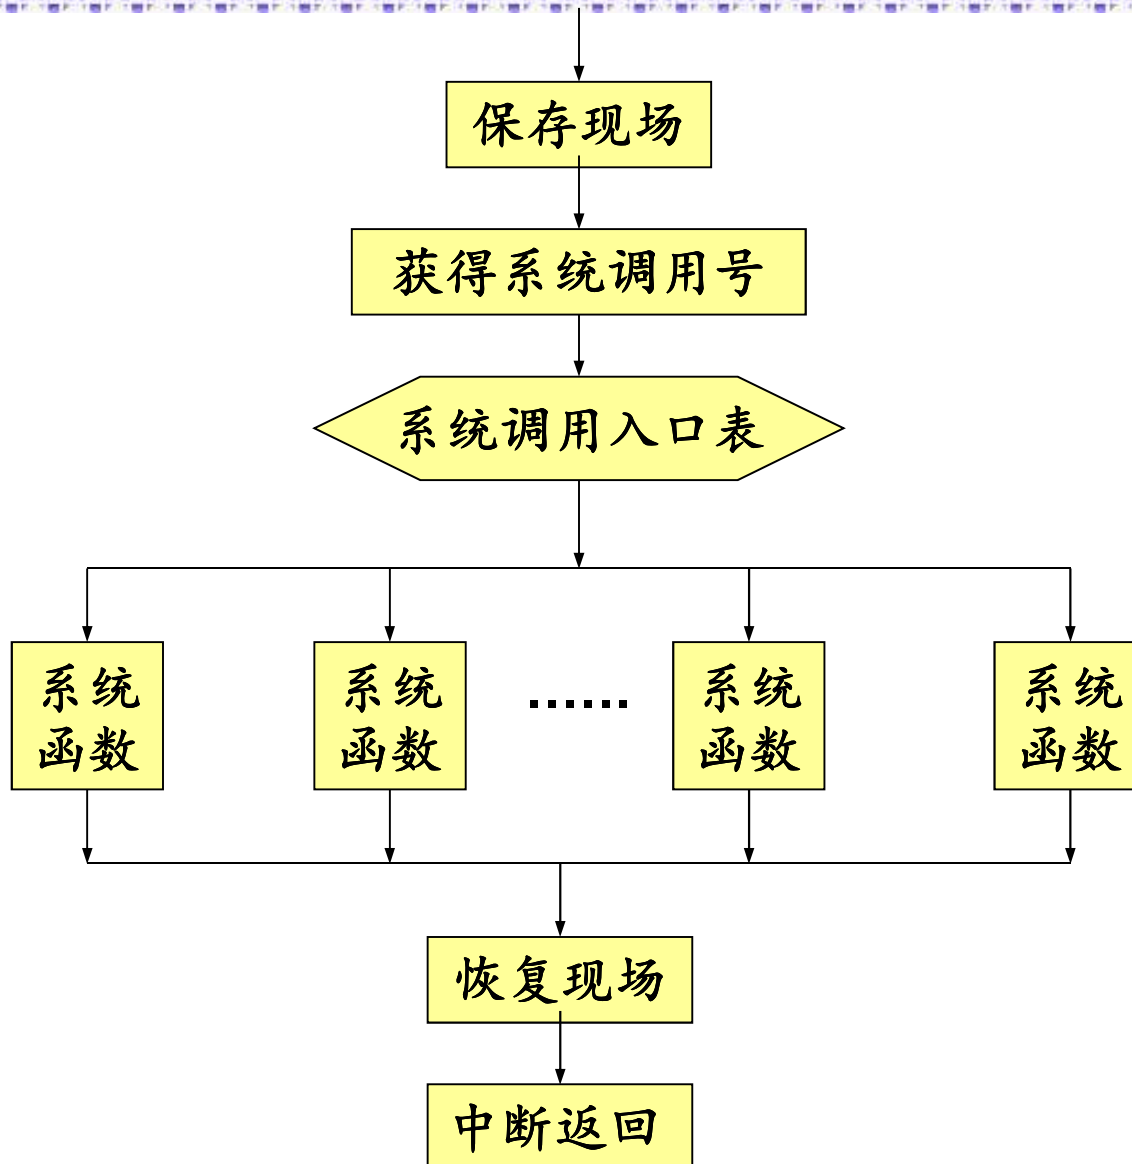 保存现场
获得系统调用号
系统调用入口表
系统
函数
系统
函数
......
系统
函数
系统
函数
恢复现场
中断返回